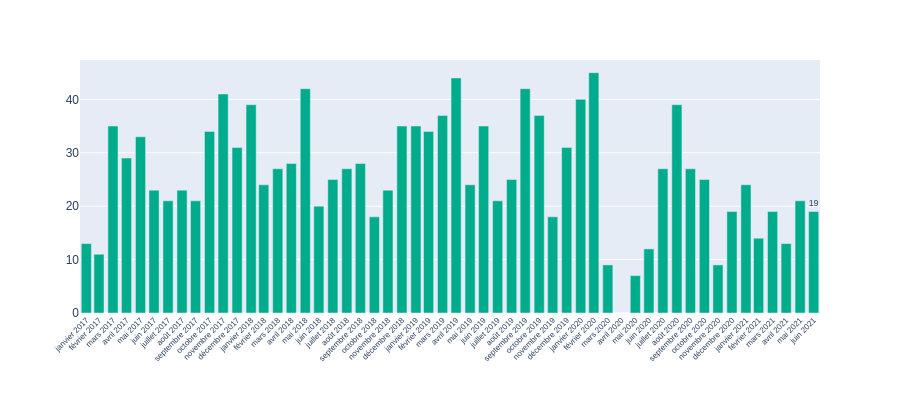 40
30
20
10
0
19
janvier 2017
février 2017
mars 2017
avril 2017
mai 2017
juin 2017
juillet 2017
août 2017
septembre 2017
octobre 2017
novembre 2017
décembre 2017
janvier 2018
février 2018
mars 2018
avril 2018
mai 2018
juin 2018
juillet 2018
août 2018
septembre 2018
octobre 2018
novembre 2018
décembre 2018
janvier 2019
février 2019
mars 2019
avril 2019
mai 2019
juin 2019
juillet 2019
août 2019
septembre 2019
octobre 2019
novembre 2019
décembre 2019
janvier 2020
février 2020
mars 2020
avril 2020
mai 2020
juin 2020
juillet 2020
août 2020
septembre 2020
octobre 2020
novembre 2020
décembre 2020
janvier 2021
février 2021
mars 2021
avril 2021
mai 2021
juin 2021